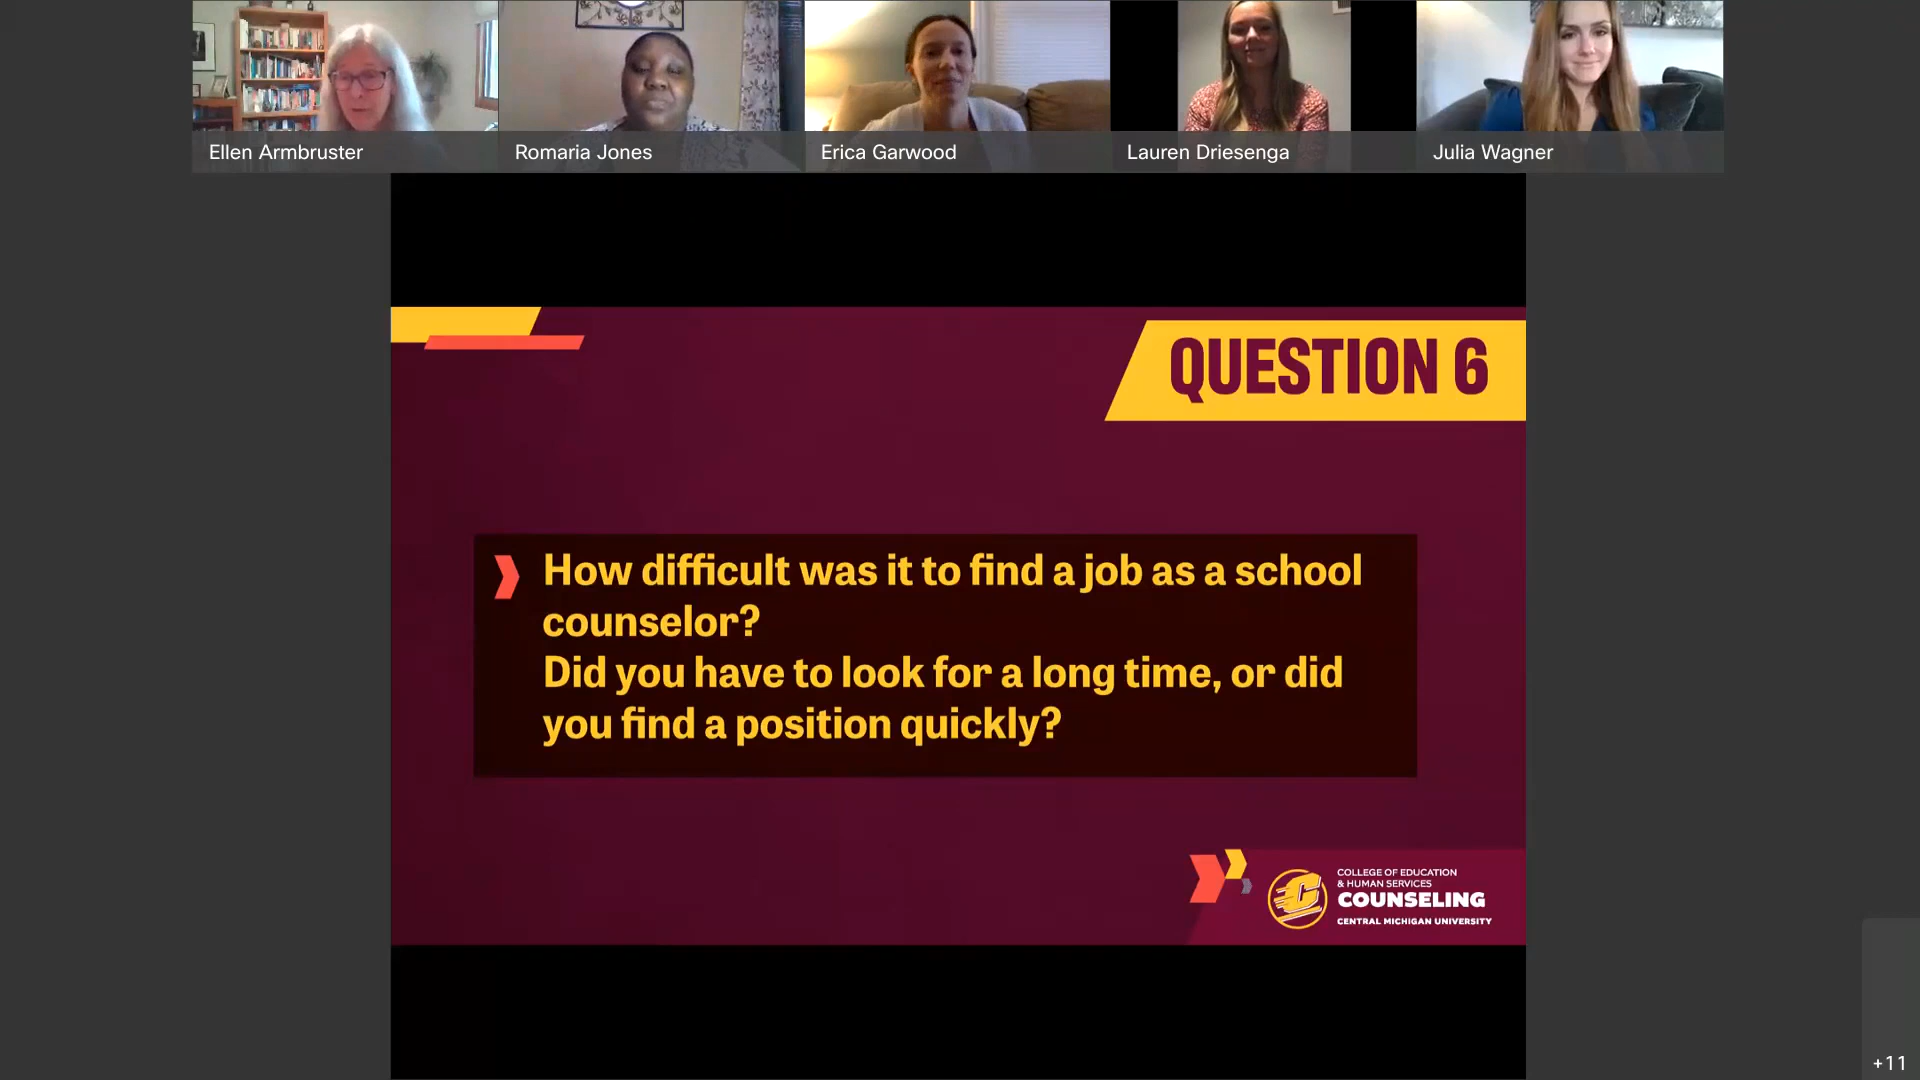 Ellen Armbruster
Romaria Jones
Erica Garwood
Lauren Driesenga
Julia Wagner
QUESTION 6
How difficult was it to find a job as a school
counselor?
Did you have to look for a long time, or did
you find a position quickly?
C
COLLEGE OF EDUCATION
& HUMAN SERVICES
COUNSELING
CENTRAL MICHIGAN UNIVERSITY
+11